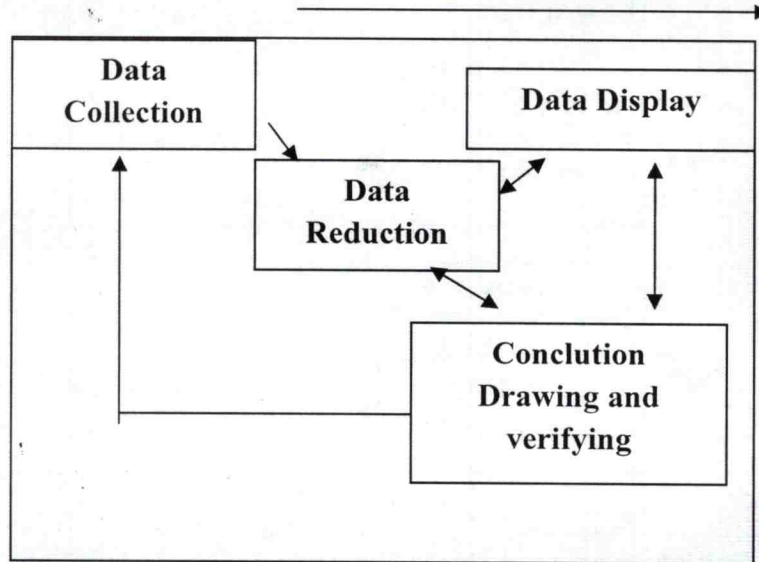 Data
Collection
Data Display
Data
Reduction
Conclution
Drawing and
verifying